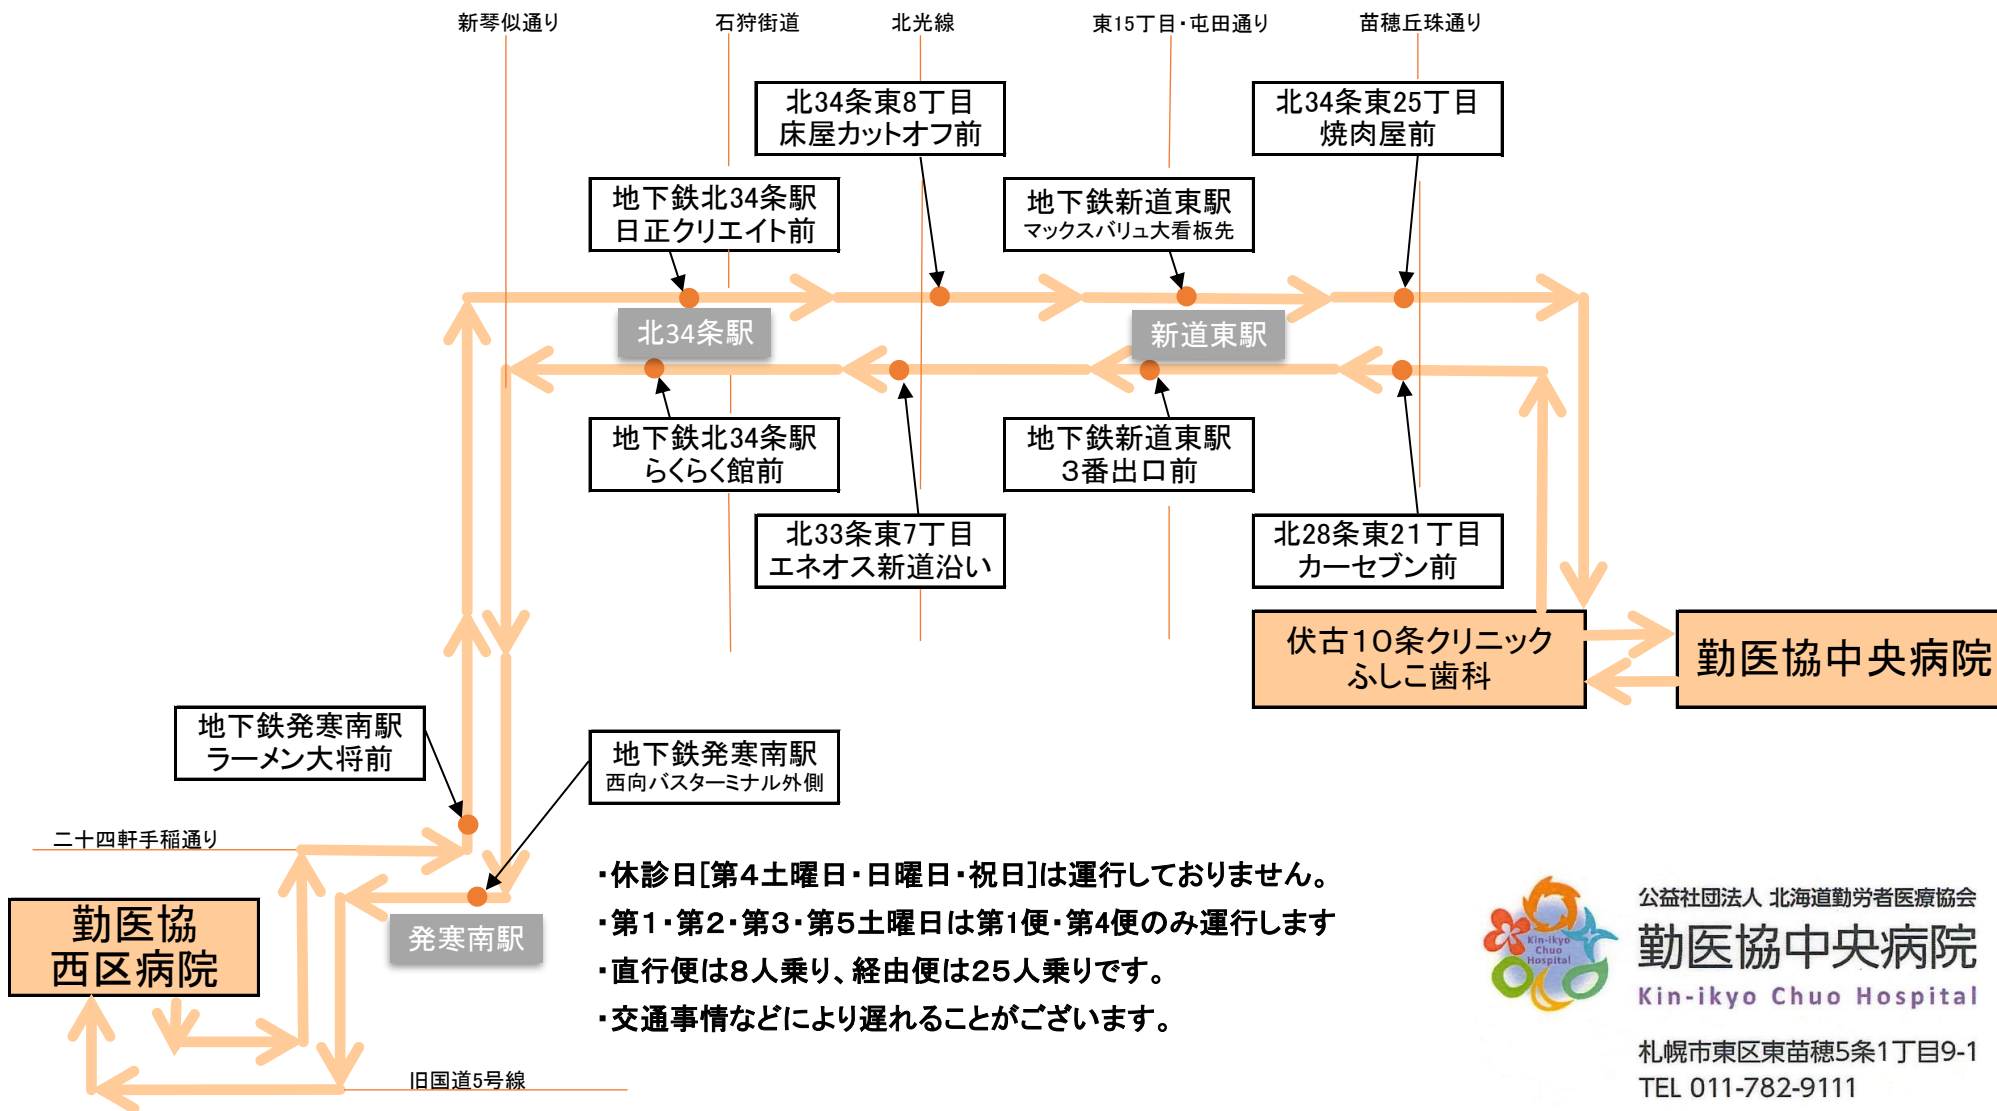 新琴似通り
石狩街道
北光線
東15丁目・屯田通り
苗穂丘珠通り
北34条東8丁目
床屋カットオフ前
北34条東25丁目
焼肉屋前
地下鉄北34条駅
日正クリエイト前
地下鉄新道東駅
マックスバリュ大看板先
北34条駅
新道東駅
地下鉄北34条駅
らくらく館前
地下鉄新道東駅
3番出口前
北33条東7丁目
エネオス新道沿い
北28条東21丁目
カーセブン前
伏古10条クリニック
ふしこ歯科
勤医協中央病院
地下鉄発寒南駅
ラーメン大将前
地下鉄発寒南駅
西向バスターミナル外側
二十四軒手稲通り
勤医協
西区病院
発寒南駅
旧国道5号線
・休診日[第4土曜日・日曜日・祝日]は運行しておりません。
・第1・第2・第3・第5土曜日は第1便・第4便のみ運行します
・直行便は8人乗り、経由便は25人乗りです。
・交通事情などにより遅れることがございます。
Kin-ikyo
Chuo
Hospital
公益社団法人 北海道勤労者医療協会
勤医協中央病院
Kin-ikyo Chuo Hospital
札幌市東区東苗穂5条1丁目9-1
TEL 011-782-9111